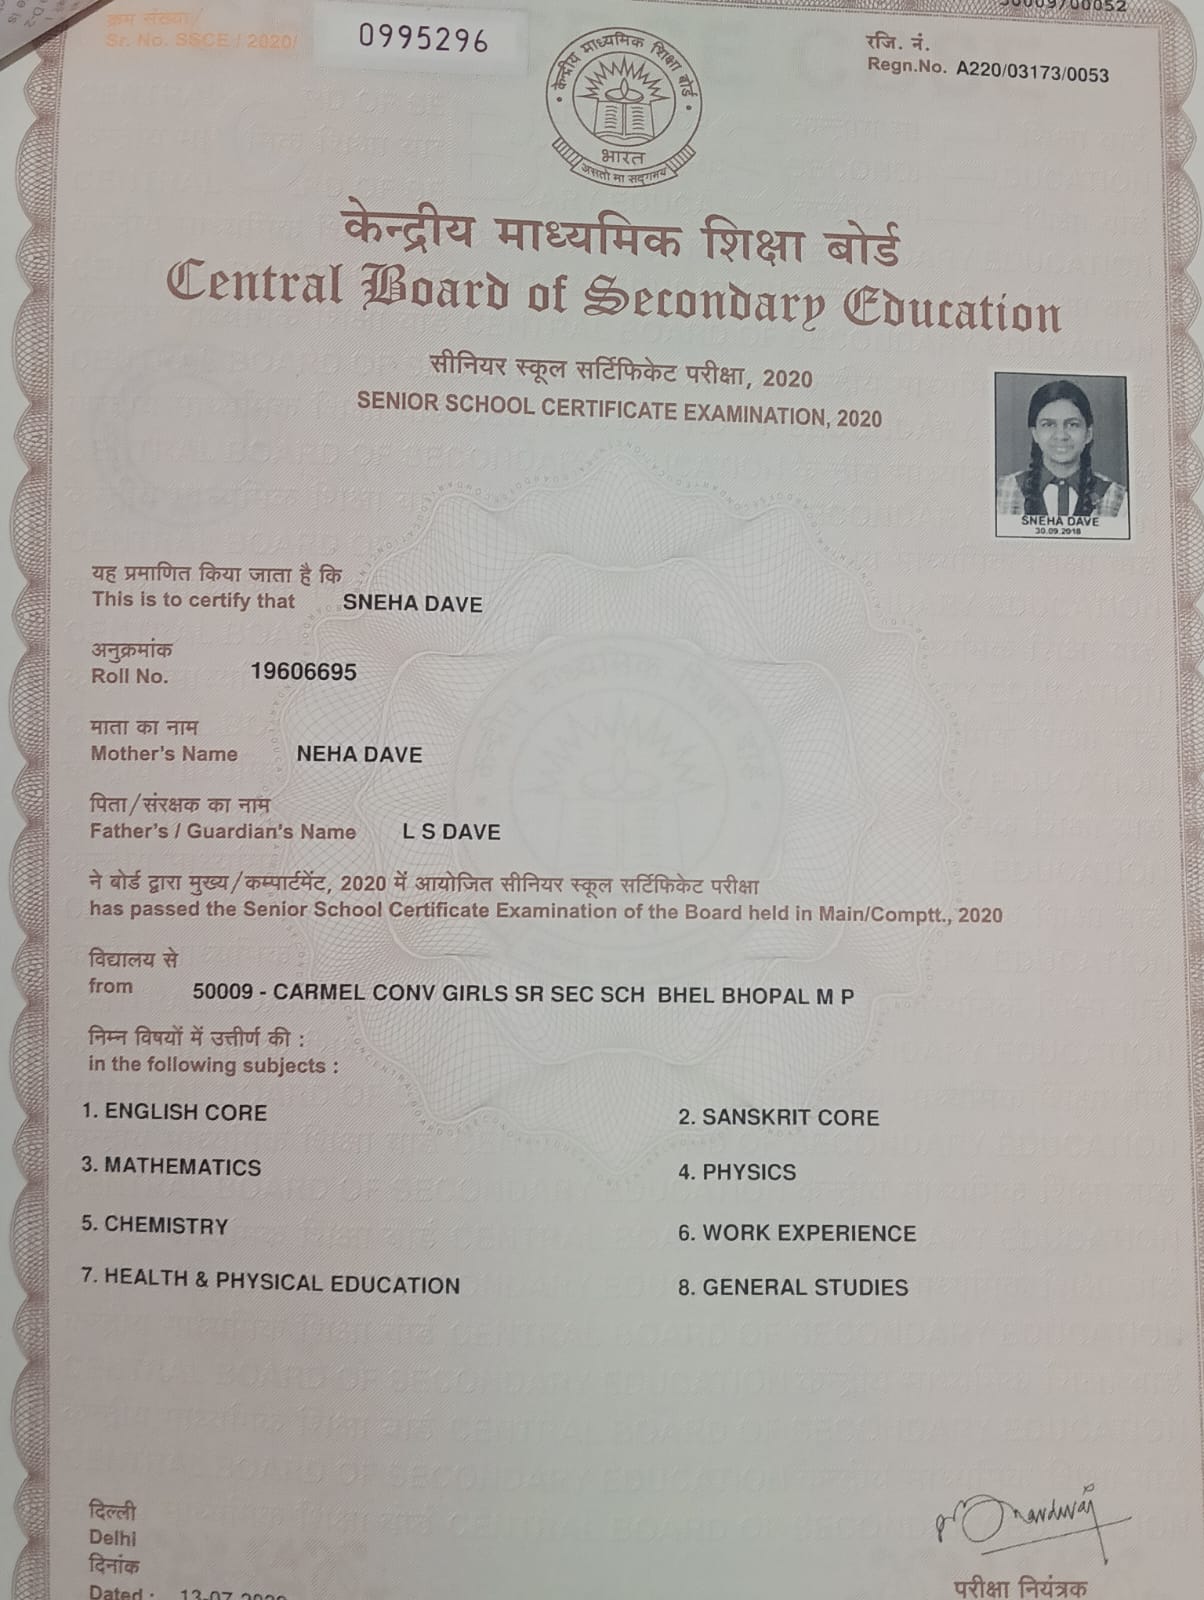 50009/00052
क्रम संख्या/
Sr. No. SSCE / 2020/
0995296
रजि. नं.
Regn.No. A220/03173/0053
केन्द्रीय माध्यमिक शिक्षा बोर्ड
भारत
असतो मा सद्गमय
केन्द्रीय माध्यमिक शिक्षा बोर्ड
Central Board of Secondary Education
सीनियर स्कूल सर्टिफिकेट परीक्षा, 2020
SENIOR SCHOOL CERTIFICATE EXAMINATION, 2020
SNEHA DAVE
30.09.2018
यह प्रमाणित किया जाता है कि
This is to certify that SNEHA DAVE
अनुक्रमांक
Roll No. 19606695
माता का नाम
Mother's Name NEHA DAVE
पिता/संरक्षक का नाम
Father's / Guardian's Name L S DAVE
ने बोर्ड द्वारा मुख्य/कम्पार्टमेंट, 2020 में आयोजित सीनियर स्कूल सर्टिफिकेट परीक्षा
has passed the Senior School Certificate Examination of the Board held in Main/Comptt., 2020
विद्यालय से
from 50009 - CARMEL CONV GIRLS SR SEC SCH BHEL BHOPAL M P
निम्न विषयों में उत्तीर्ण की :
in the following subjects :
1. ENGLISH CORE 2. SANSKRIT CORE
3. MATHEMATICS 4. PHYSICS
5. CHEMISTRY 6. WORK EXPERIENCE
7. HEALTH & PHYSICAL EDUCATION 8. GENERAL STUDIES
दिल्ली
Delhi
दिनांक
Dated : 13-07-2020
परीक्षा नियंत्रक